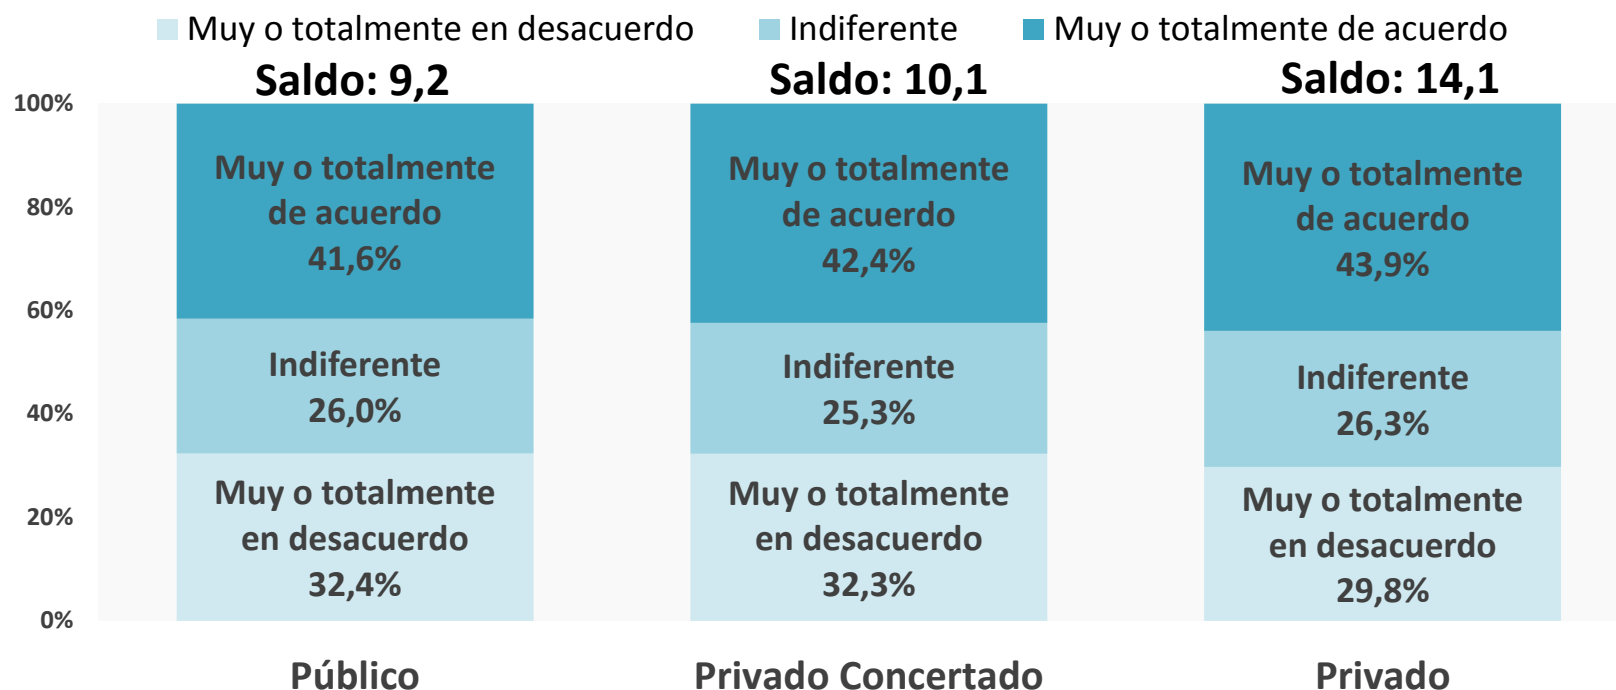 Muy o totalmente en desacuerdo Indiferente Muy o totalmente de acuerdo
Saldo: 9,2 Saldo: 10,1 Saldo: 14,1
100%
80%
60%
40%
20%
0%
Muy o totalmente
de acuerdo
41,6%
Indiferente
26,0%
Muy o totalmente
en desacuerdo
32,4%
Muy o totalmente
de acuerdo
42,4%
Indiferente
25,3%
Muy o totalmente
en desacuerdo
32,3%
Muy o totalmente
de acuerdo
43,9%
Indiferente
26,3%
Muy o totalmente
en desacuerdo
29,8%
Público Privado Concertado Privado